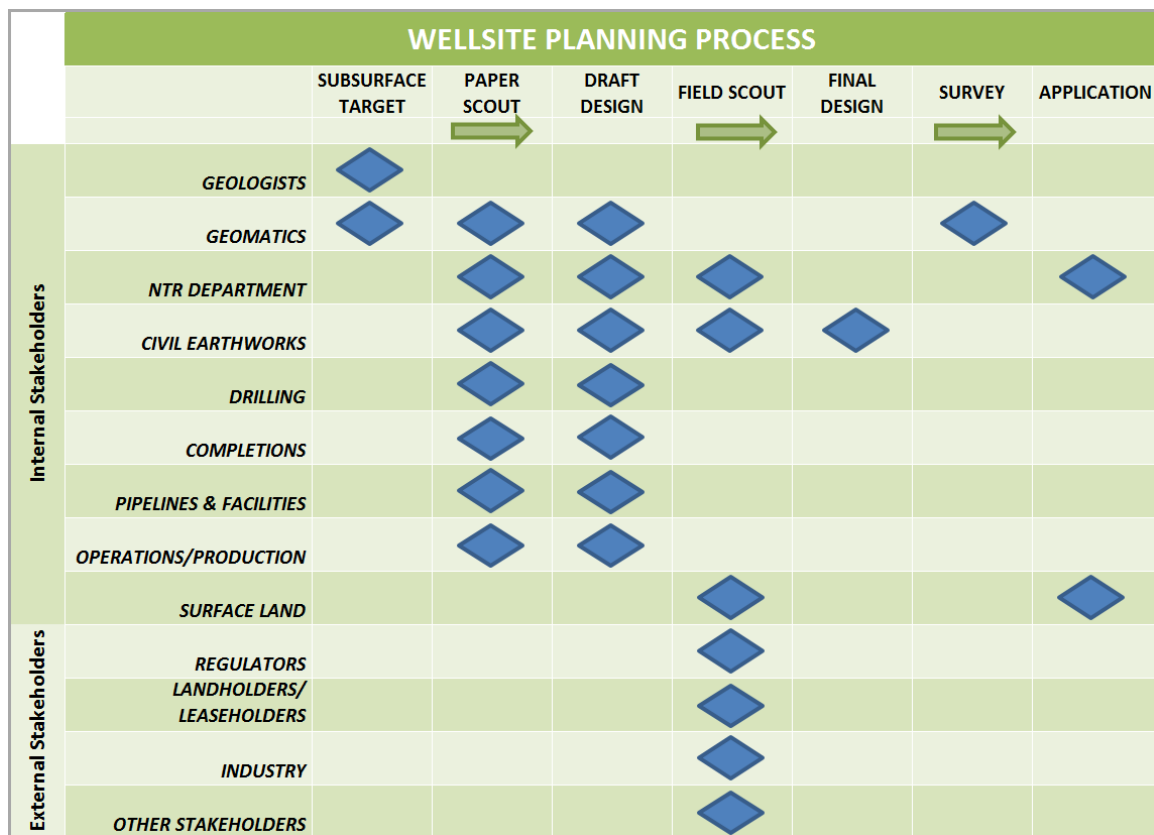 WELLSITE PLANNING PROCESS
SUBSURFACE
TARGET
PAPER
SCOUT
DRAFT
DESIGN
FIELD SCOUT
FINAL
DESIGN
SURVEY
APPLICATION
Internal Stakeholders
GEOLOGISTS
GEOMATICS
NTR DEPARTMENT
CIVIL EARTHWORKS
DRILLING
COMPLETIONS
PIPELINES & FACILITIES
OPERATIONS/PRODUCTION
SURFACE LAND
External Stakeholders
REGULATORS
LANDHOLDERS/
LEASEHOLDERS
INDUSTRY
OTHER STAKEHOLDERS